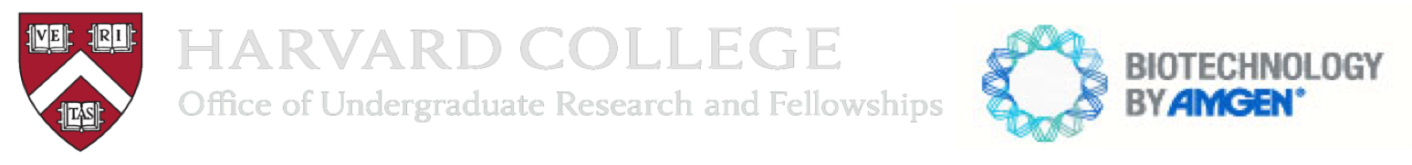 VE RI
TAS
HARVARD COLLEGE
Office of Undergraduate Research and Fellowships
BIOTECHNOLOGY
BY AMGEN®